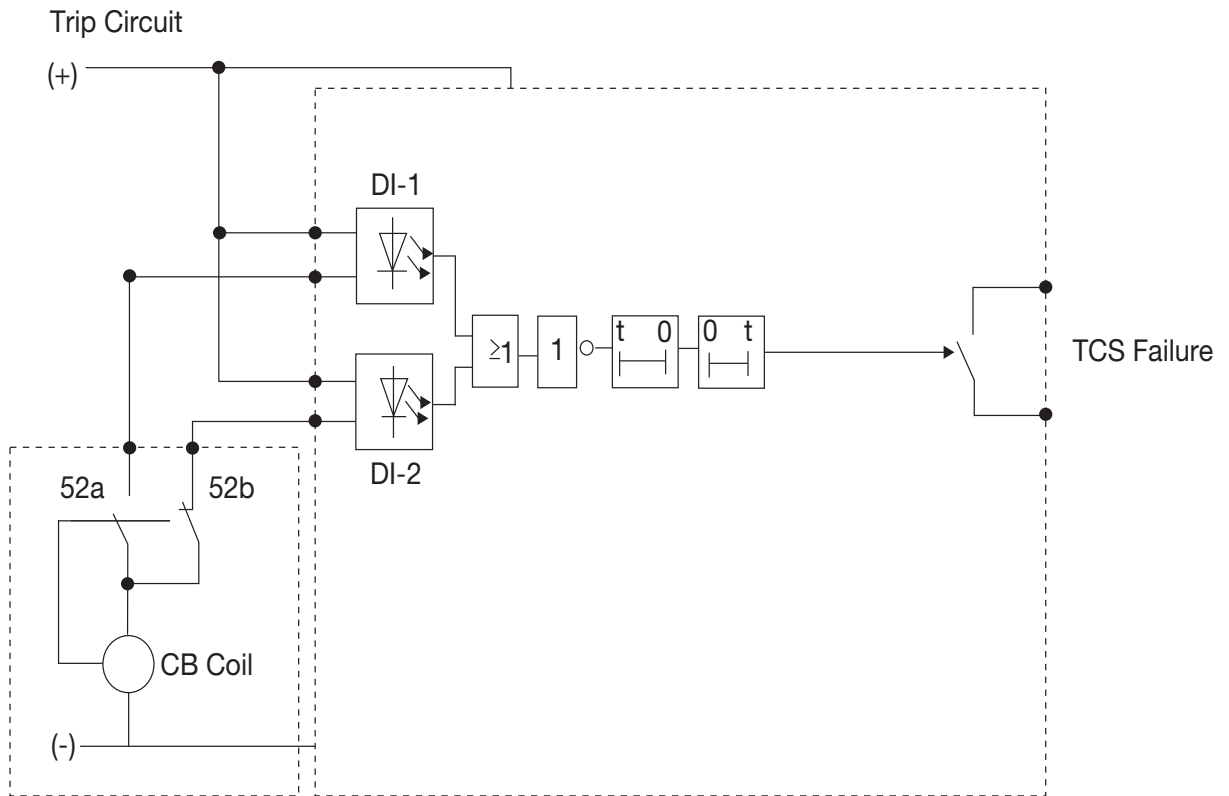 Trip Circuit
(+)
DI-1
≥1
1
t 0
0 t
TCS Failure
DI-2
52a
52b
CB Coil
(-)